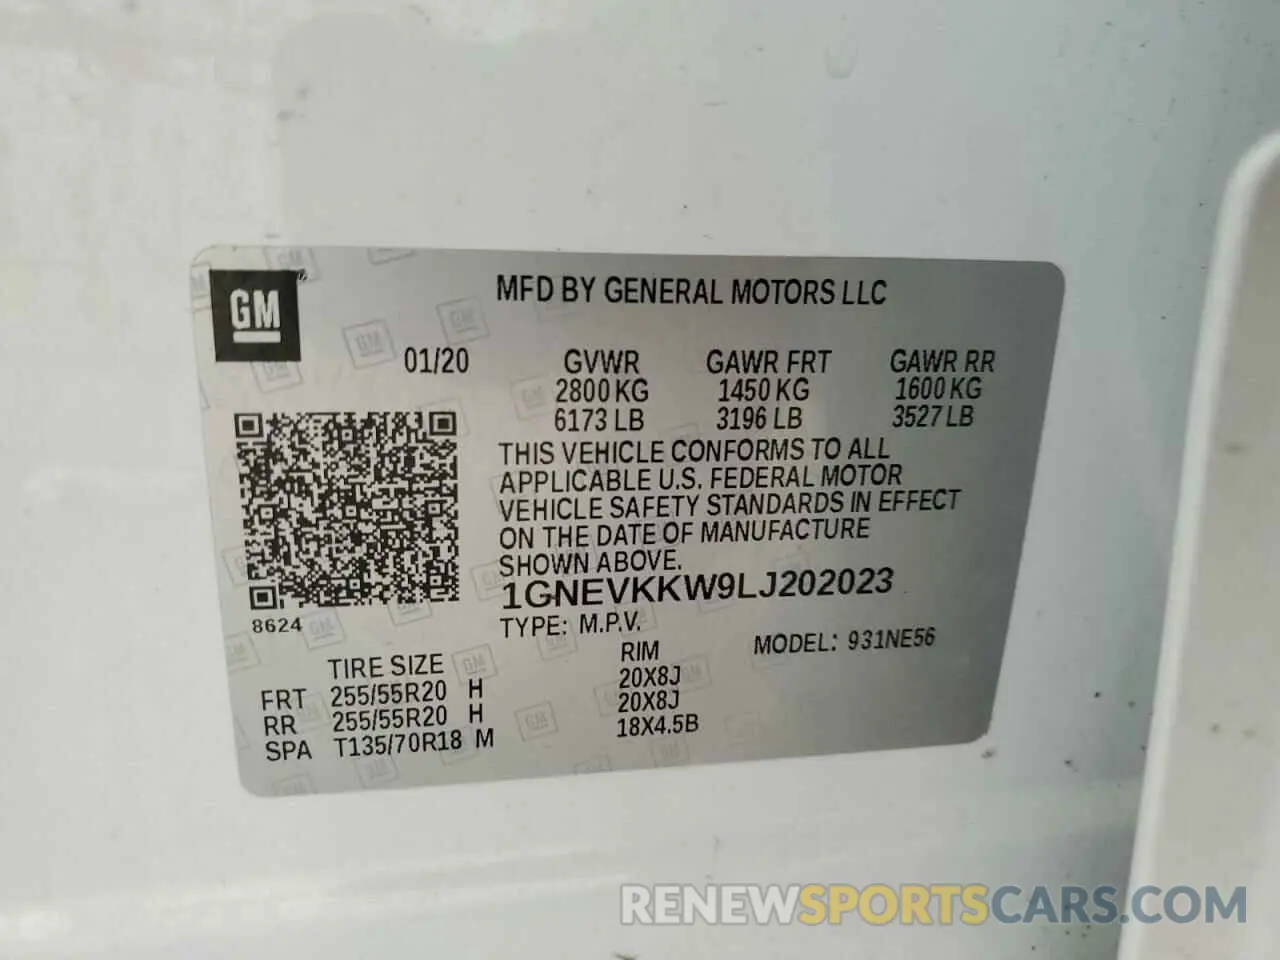 GM
MFD BY GENERAL MOTORS LLC
01/20 GVWR GAWR FRT GAWR RR
2800 KG 1450 KG 1600 KG
6173 LB 3196 LB 3527 LB
THIS VEHICLE CONFORMS TO ALL
APPLICABLE U.S. FEDERAL MOTOR
VEHICLE SAFETY STANDARDS IN EFFECT
ON THE DATE OF MANUFACTURE
SHOWN ABOVE.
1GNEVKKW9LJ202023
8624
TYPE: M.P.V. MODEL: 931NE56
TIRE SIZE RIM
FRT 255/55R20 H 20X8J
RR 255/55R20 H 20X8J
SPA T135/70R18 M 18X4.5B
RENEWSPORTSCARS.COM